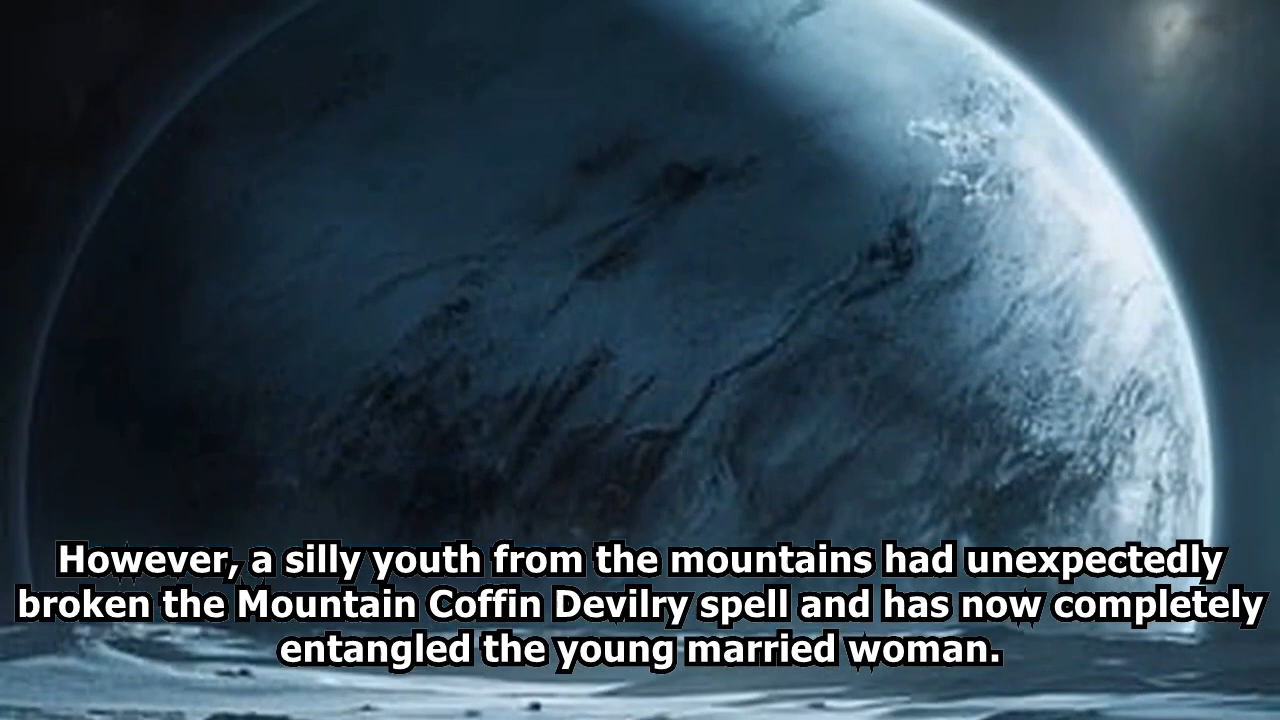 However, a silly youth from the mountains had unexpectedly
broken the Mountain Coffin Devilry spell and has now completely
entangled the young married woman.